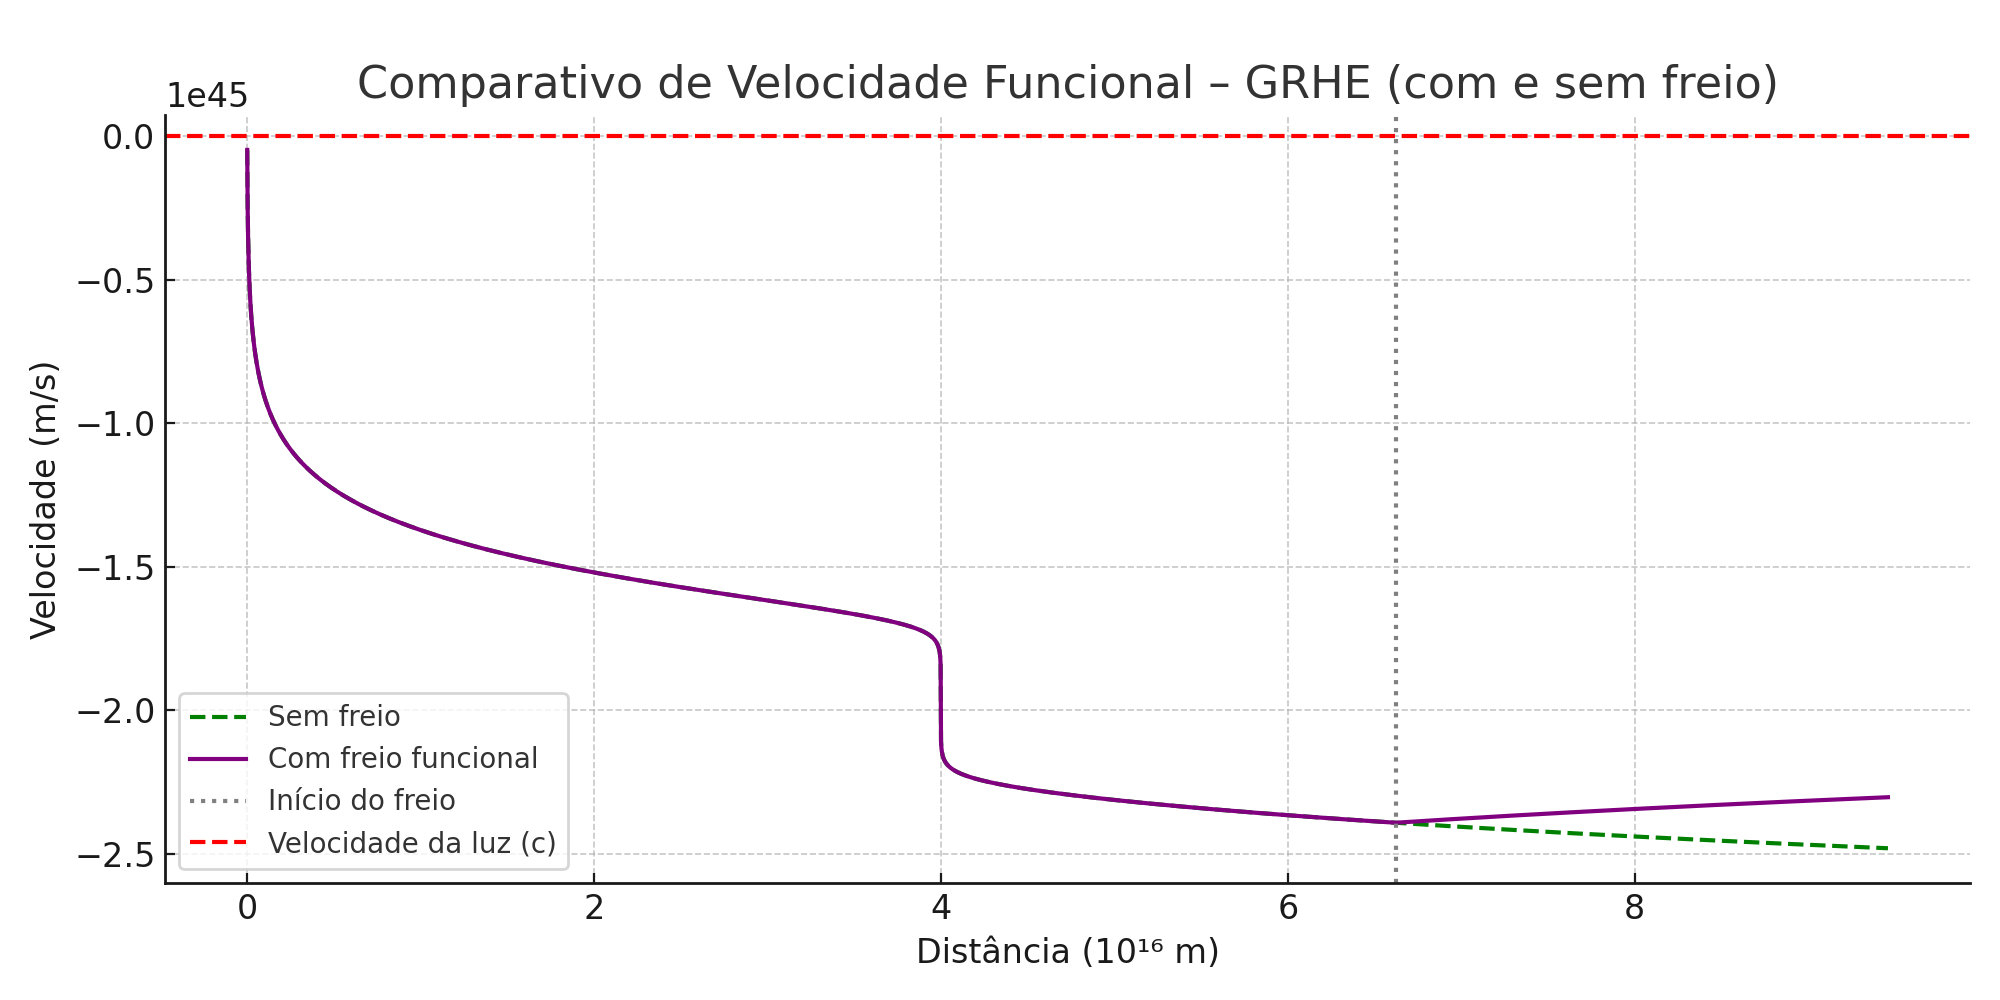 Comparativo de Velocidade Funcional – GRHE (com e sem freio)
1e45
0.0
−0.5
−1.0
−1.5
−2.0
−2.5
Velocidade (m/s)
Sem freio
Com freio funcional
Início do freio
Velocidade da luz (c)
0 2 4 6 8
Distância (10¹⁶ m)